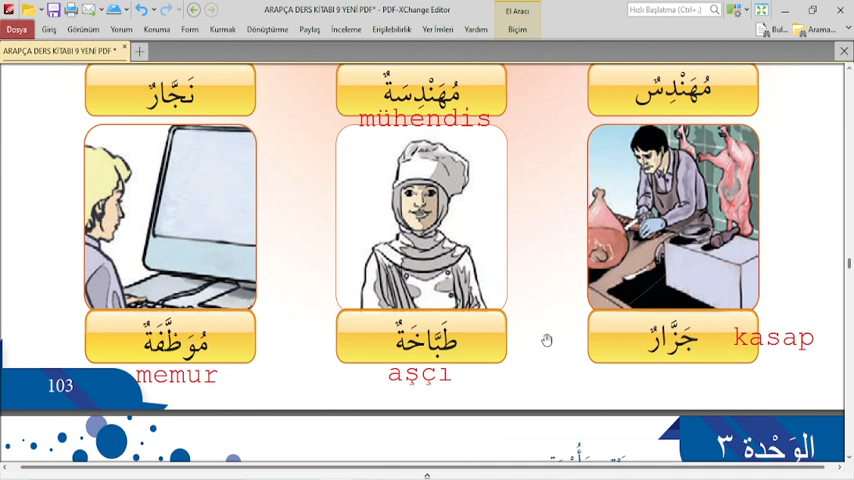 ARAPÇA DERS KİTABI 9 YENİ PDF* - PDF-XChange Editor
El Aracı
Hızlı Başlatma (Ctrl+.)
Dosya Giriş Görünüm Yorum Koruma Form Kurmak Dönüştürme Paylaş İnceleme Erişilebilirlik Yer İmleri Yardım Biçim Bul... Arama...
ARAPÇA DERS KİTABI 9 YENİ PDF *
مُهَنْدِسٌ مُهَنْدِسَةٌ نَجَّارٌ
mühendis
جَزَّارٌ طَبَّاخَةٌ مُوَظَّفَةٌ
kasap
aşçı
memur
103
الوَحْدة ٣